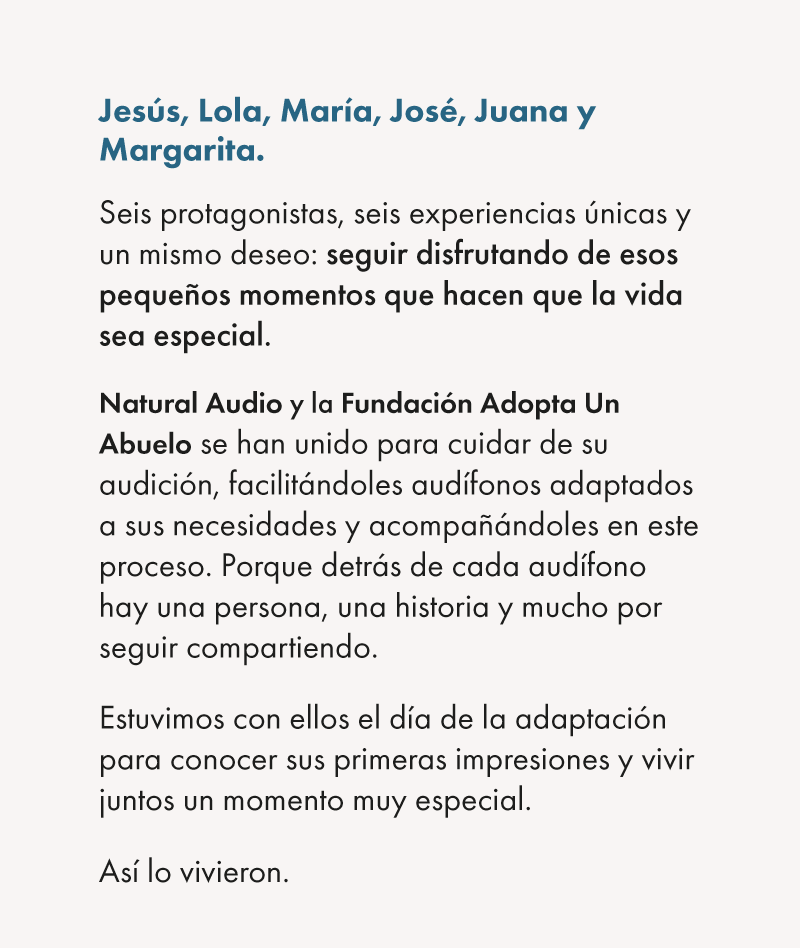 Jesús, Lola, María, José, Juana y
Margarita.
Seis protagonistas, seis experiencias únicas y
un mismo deseo: seguir disfrutando de esos
pequeños momentos que hacen que la vida
sea especial.
Natural Audio y la Fundación Adopta Un
Abuelo se han unido para cuidar de su
audición, facilitándoles audífonos adaptados
a sus necesidades y acompañándoles en este
proceso. Porque detrás de cada audífono
hay una persona, una historia y mucho por
seguir compartiendo.
Estuvimos con ellos el día de la adaptación
para conocer sus primeras impresiones y vivir
juntos un momento muy especial.
Así lo vivieron.